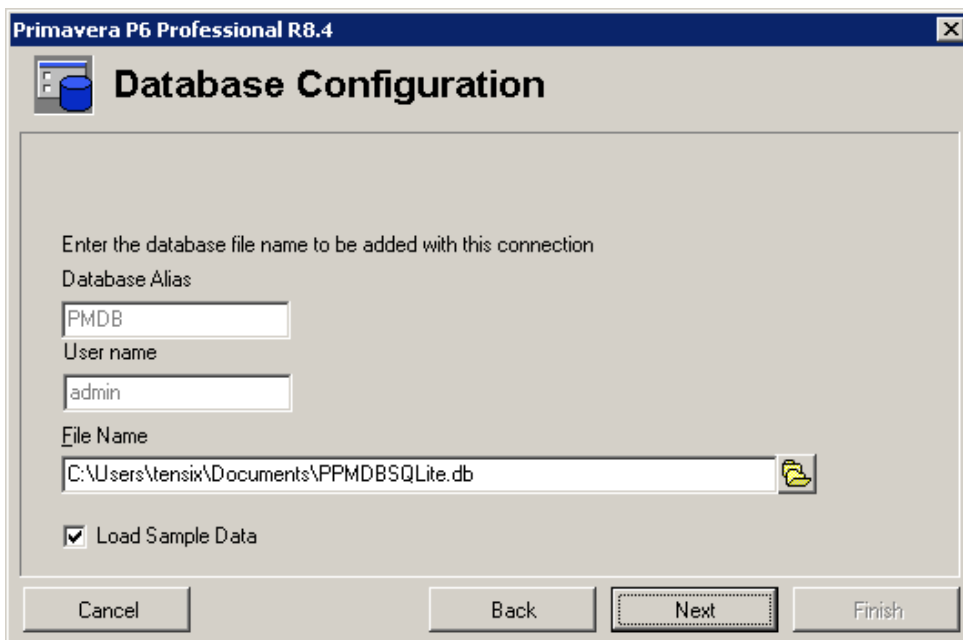 Primavera P6 Professional R8.4
Database Configuration
Enter the database file name to be added with this connection
Database Alias
PMDB
User name
admin
File Name
C:\Users\tensix\Documents\PPMDBSQLite.db
Load Sample Data
Cancel Back Next Finish